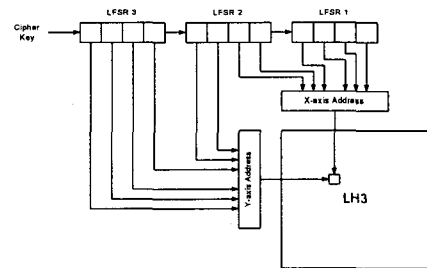 LFSR 3
LFSR 2
LFSR 1
Cipher
Key
X-axis Address
Y-axis Address
LH3